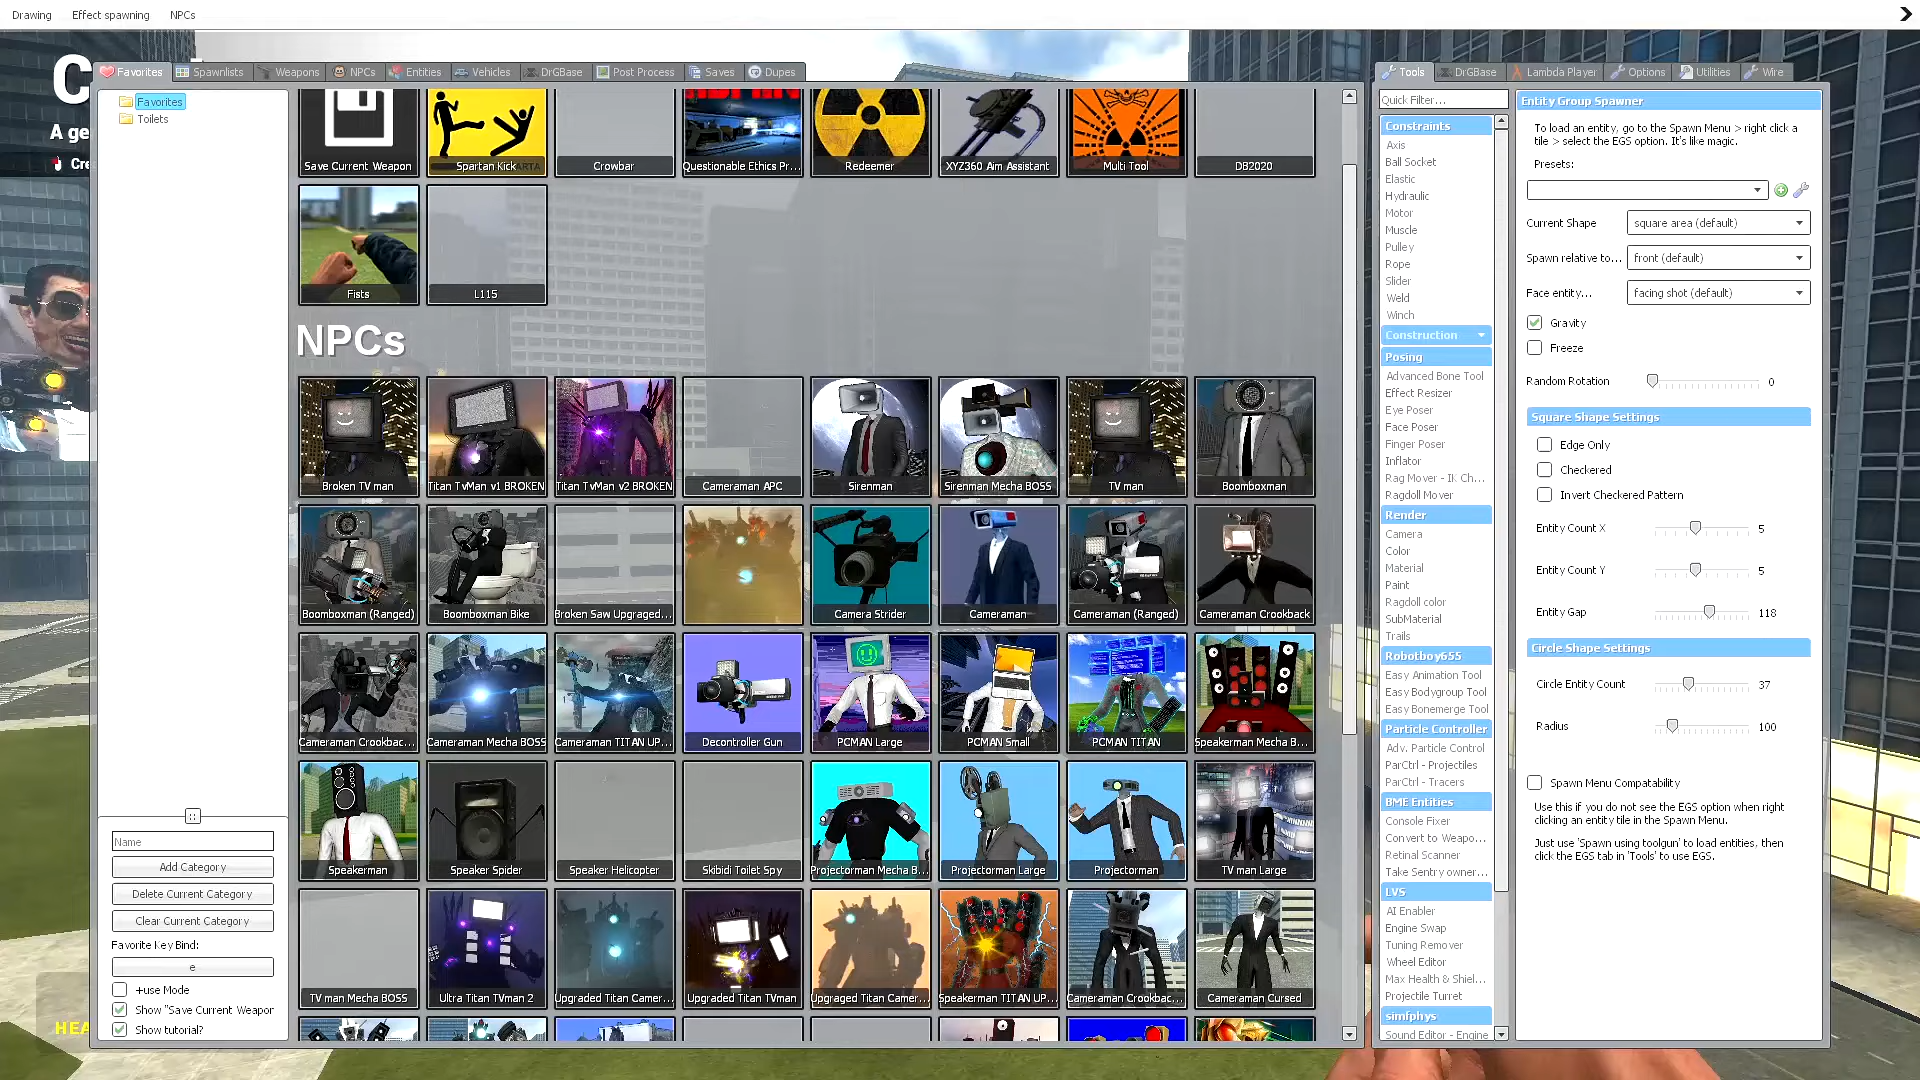 Drawing
Effect spawning
NPCs
C
A ge
Cre
HEA
Favorites
Spawnlists
Weapons
NPCs
Entities
Vehicles
DrGBase
Post Process
Saves
Dupes
Favorites
Toilets
Name
Add Category
Delete Current Category
Clear Current Category
Favorite Key Bind:
e
+use Mode
Show "Save Current Weapon
Show tutorial?
Save Current Weapon
Spartan Kick
Crowbar
Questionable Ethics Pr...
Redeemer
XYZ360 Aim Assistant
Multi Tool
DB2020
Fists
L115
NPCs
Broken TV man
Titan TvMan v1 BROKEN
Titan TvMan v2 BROKEN
Cameraman APC
Sirenman
Sirenman Mecha BOSS
TV man
Boomboxman
Boomboxman (Ranged)
Boomboxman Bike
Broken Saw Upgraded...
Camera Strider
Cameraman
Cameraman (Ranged)
Cameraman Crookback
Cameraman Crookbac...
Cameraman Mecha BOSS
Cameraman TITAN UP...
Decontroller Gun
PCMAN Large
PCMAN Small
PCMAN TITAN
Speakerman Mecha B...
Speakerman
Speaker Spider
Speaker Helicopter
Skibidi Toilet Spy
Projectorman Mecha B...
Projectorman Large
Projectorman
TV man Large
TV man Mecha BOSS
Ultra Titan TVman 2
Upgraded Titan Camer...
Upgraded Titan TVman
Upgraged Titan Camer...
Speakerman TITAN UP...
Cameraman Crookbac...
Cameraman Cursed
Tools
DrGBase
Lambda Player
Options
Utilities
Wire
Quick Filter...
Constraints
Axis
Ball Socket
Elastic
Hydraulic
Motor
Muscle
Pulley
Rope
Slider
Weld
Winch
Construction
Posing
Advanced Bone Tool
Effect Resizer
Eye Poser
Face Poser
Finger Poser
Inflator
Rag Mover - IK Ch...
Ragdoll Mover
Render
Camera
Color
Material
Paint
Ragdoll color
SubMaterial
Trails
Robotboy655
Easy Animation Tool
Easy Bodygroup Tool
Easy Bonemerge Tool
Particle Controller
Adv. Particle Control
ParCtrl - Projectiles
ParCtrl - Tracers
BME Entities
Console Fixer
Convert to Weapo...
Retinal Scanner
Take Sentry owner...
LVS
AI Enabler
Engine Swap
Tuning Remover
Wheel Editor
Max Health & Shiel...
Projectile Turret
simfphys
Sound Editor - Engine
Entity Group Spawner
To load an entity, go to the Spawn Menu > right click a
tile > select the EGS option. It's like magic.
Presets:
Current Shape
square area (default)
Spawn relative to...
front (default)
Face entity...
facing shot (default)
Gravity
Freeze
Random Rotation
0
Square Shape Settings
Edge Only
Checkered
Invert Checkered Pattern
Entity Count X
5
Entity Count Y
5
Entity Gap
118
Circle Shape Settings
Circle Entity Count
37
Radius
100
Spawn Menu Compatability
Use this if you do not see the EGS option when right
clicking an entity tile in the Spawn Menu.
Just use 'Spawn using toolgun' to load entities, then
click the EGS tab in 'Tools' to use EGS.